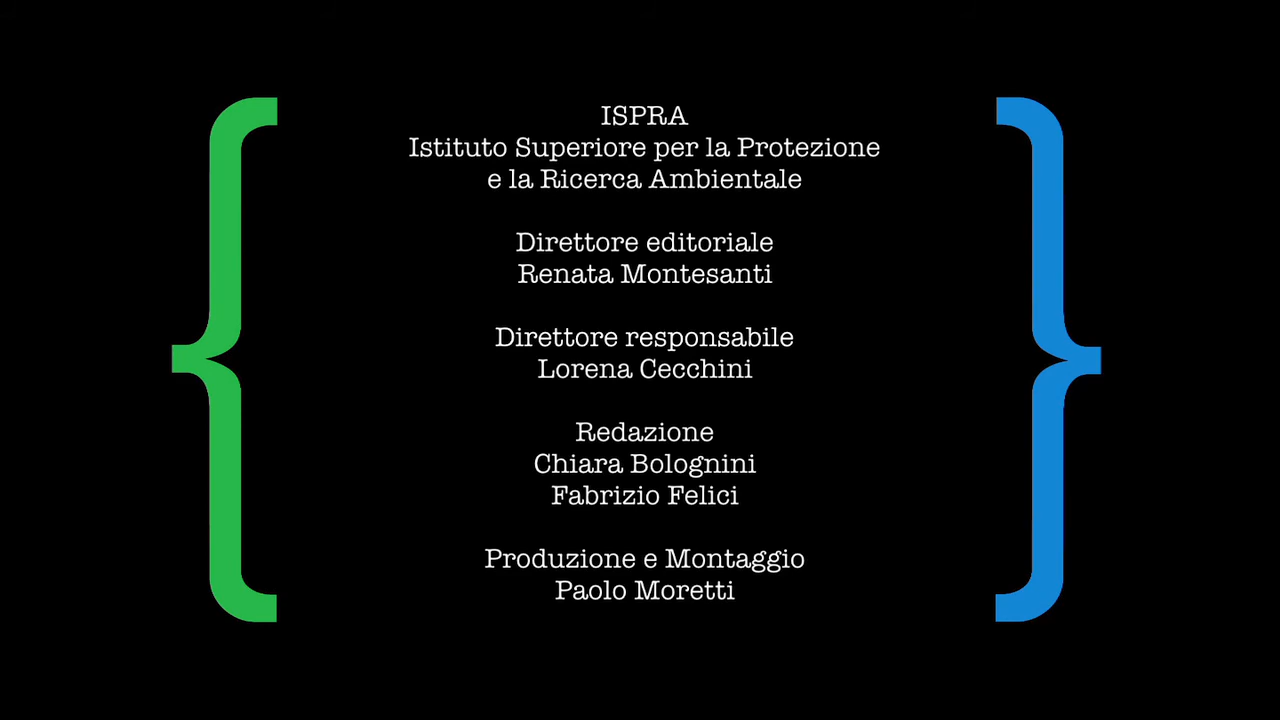 ISPRA
Istituto Superiore per la Protezione
e la Ricerca Ambientale
Direttore editoriale
Renata Montesanti
Direttore responsabile
Lorena Cecchini
Redazione
Chiara Bolognini
Fabrizio Felici
Produzione e Montaggio
Paolo Moretti